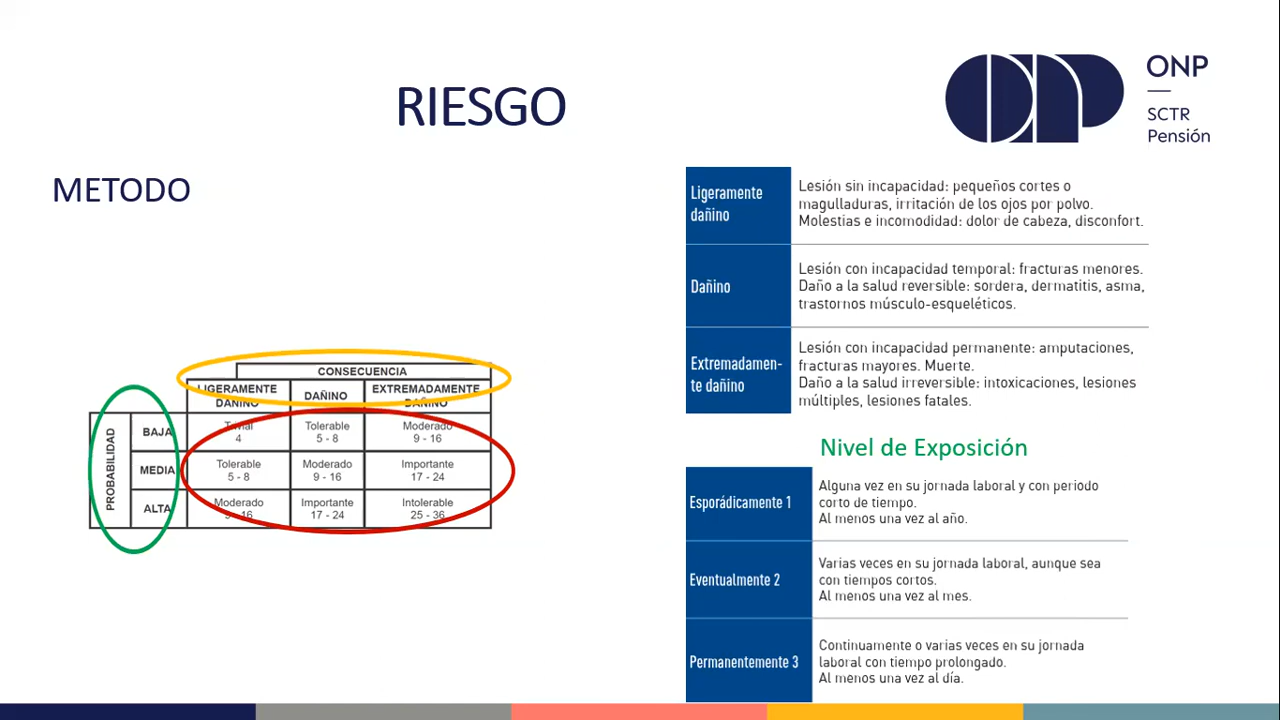 RIESGO
ONP
SCTR
Pensión
METODO
CONSECUENCIA
LIGERAMENTE
DAÑINO
DAÑINO
EXTREMADAMENTE
DAÑINO
PROBABILIDAD
BAJA
Trivial
4
Tolerable
5 - 8
Moderado
9 - 16
MEDIA
Tolerable
5 - 8
Moderado
9 - 16
Importante
17 - 24
ALTA
Moderado
9 - 16
Importante
17 - 24
Intolerable
25 - 36
Ligeramente
dañino
Lesión sin incapacidad: pequeños cortes o
magulladuras, irritación de los ojos por polvo.
Molestias e incomodidad: dolor de cabeza, disconfort.
Dañino
Lesión con incapacidad temporal: fracturas menores.
Daño a la salud reversible: sordera, dermatitis, asma,
trastornos músculo-esqueléticos.
Extremadamen-
te dañino
Lesión con incapacidad permanente: amputaciones,
fracturas mayores. Muerte.
Daño a la salud irreversible: intoxicaciones, lesiones
múltiples, lesiones fatales.
Nivel de Exposición
Esporádicamente 1
Alguna vez en su jornada laboral y con periodo
corto de tiempo.
Al menos una vez al año.
Eventualmente 2
Varias veces en su jornada laboral, aunque sea
con tiempos cortos.
Al menos una vez al mes.
Permanentemente 3
Continuamente o varias veces en su jornada
laboral con tiempo prolongado.
Al menos una vez al día.